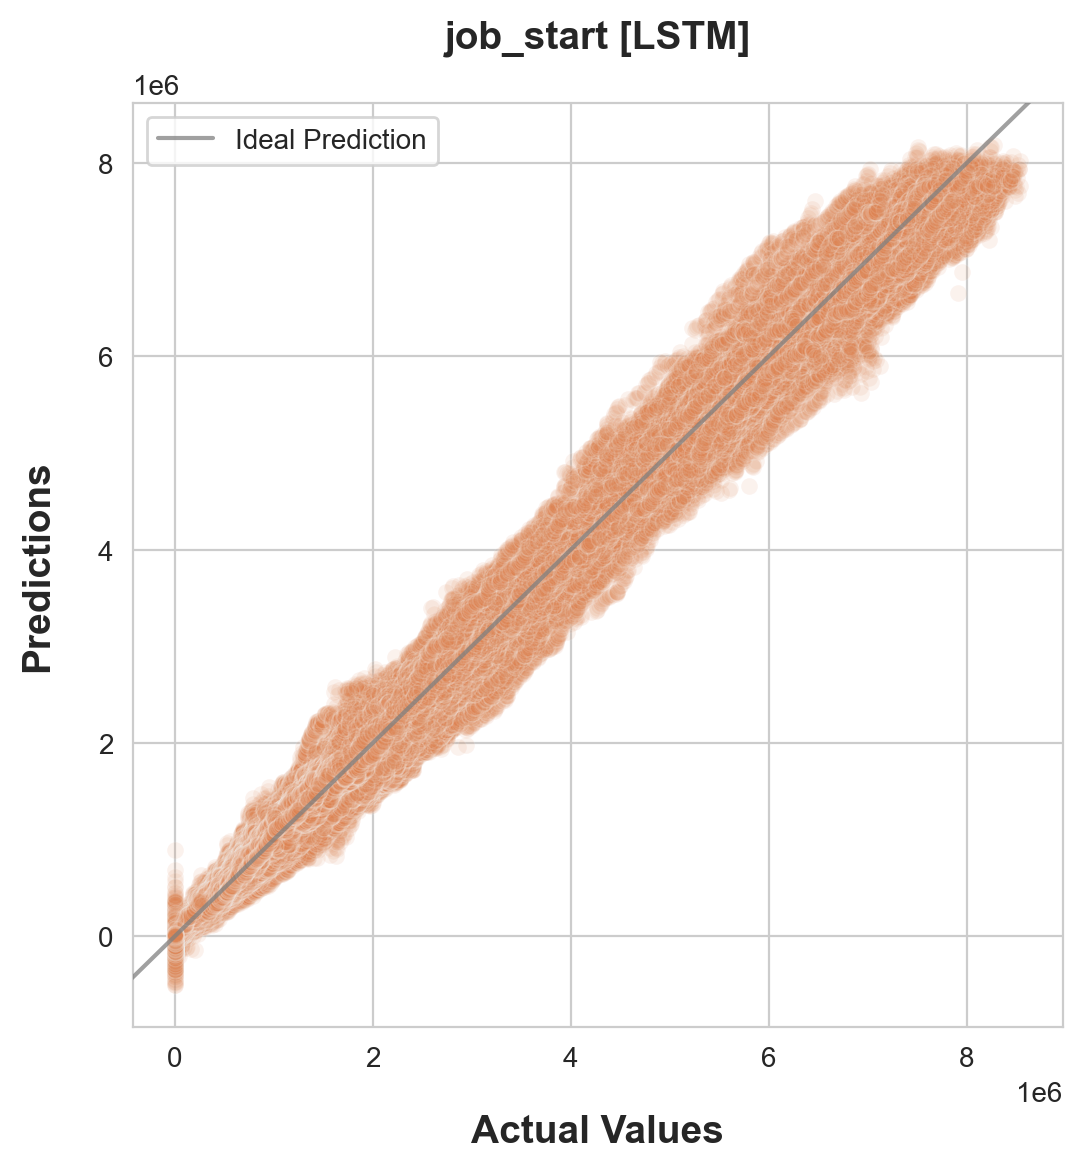 job_start [LSTM]
1e6
Ideal Prediction
8
6
4
2
0
Predictions
0 2 4 6 8
1e6
Actual Values